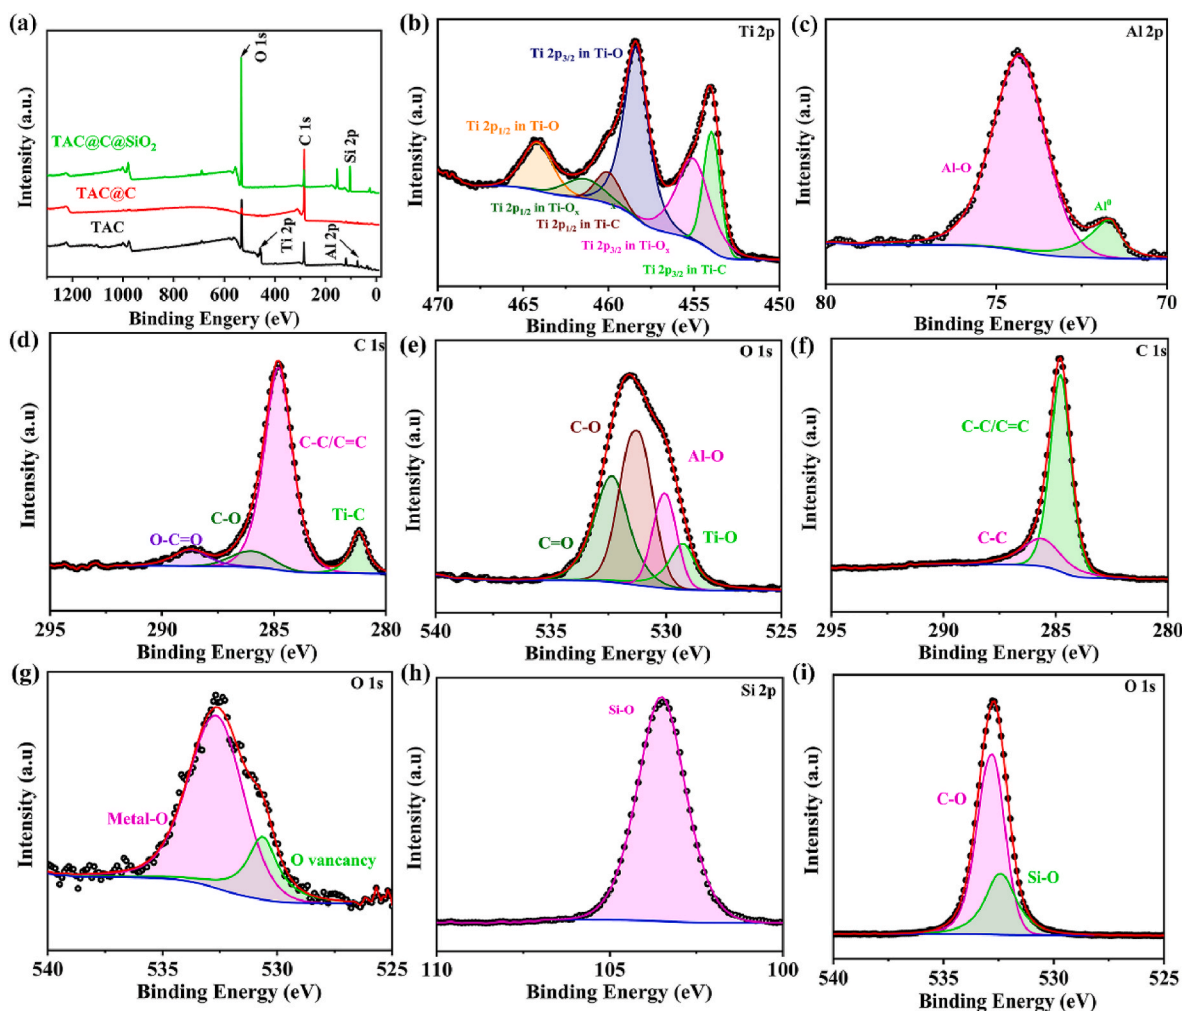 (a)
Intensity (a.u.)
O 1s
C 1s
Si 2p
TAC@C@SiO2
TAC@C
TAC
Ti 2p
Al 2p
1200 1000 800 600 400 200 0
Binding Engery (eV)
(b)
Ti 2p
Intensity (a.u.)
Ti 2p3/2 in Ti-O
Ti 2p1/2 in Ti-O
Ti 2p1/2 in Ti-Ox
Ti 2p1/2 in Ti-C
Ti 2p3/2 in Ti-Ox
Ti 2p3/2 in Ti-C
470 465 460 455 450
Binding Energy (eV)
(c)
Al 2p
Intensity (a.u.)
Al-O
Al0
80 75 70
Binding Energy (eV)
(d)
C 1s
Intensity (a.u)
C-C/C=C
C-O
O-C=O
Ti-C
295 290 285 280
Binding Energy (eV)
(e)
O 1s
Intensity (a.u)
C-O
Al-O
C=O
Ti-O
540 535 530 525
Binding Energy (eV)
(f)
C 1s
Intensity (a.u)
C-C/C=C
C-C
295 290 285 280
Binding Energy (eV)
(g)
O 1s
Intensity (a.u)
Metal-O
O vancancy
540 535 530 525
Binding Energy (eV)
(h)
Si 2p
Intensity (a.u)
Si-O
110 105 100
Binding Energy (eV)
(i)
O 1s
Intensity (a.u)
C-O
Si-O
540 535 530 525
Binding Energy (eV)